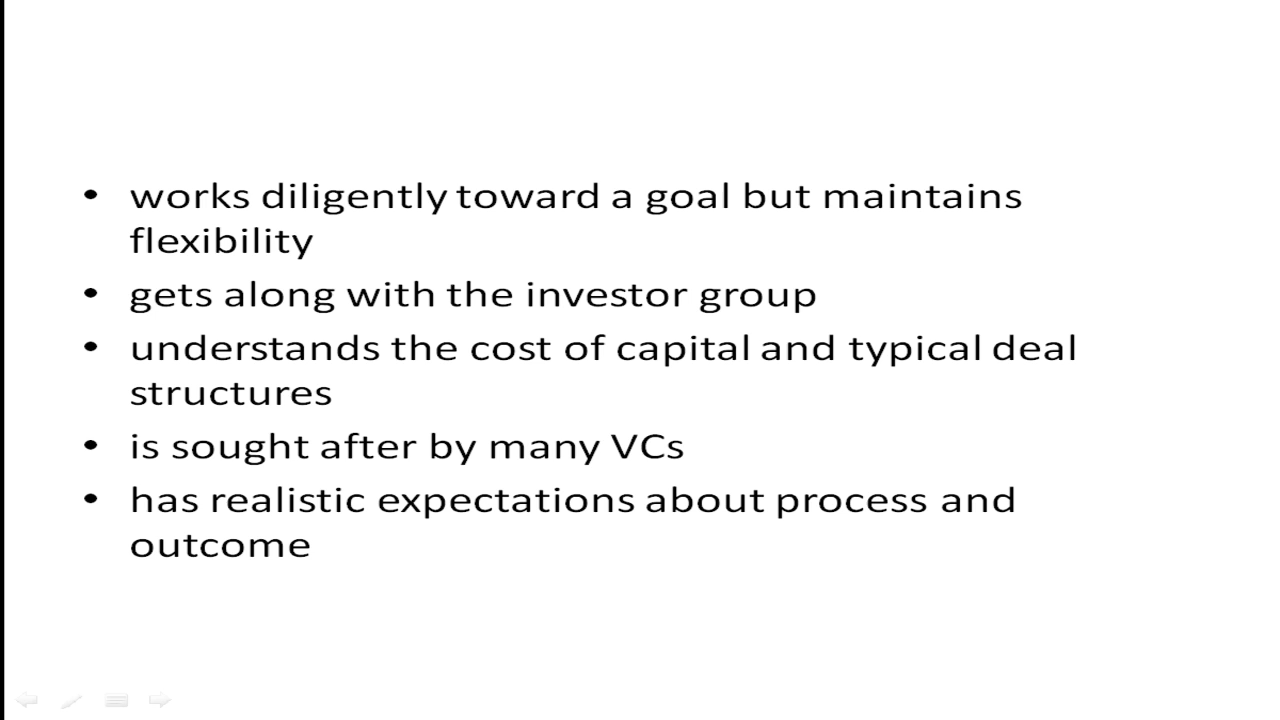 • works diligently toward a goal but maintains
flexibility
• gets along with the investor group
• understands the cost of capital and typical deal
structures
• is sought after by many VCs
• has realistic expectations about process and
outcome